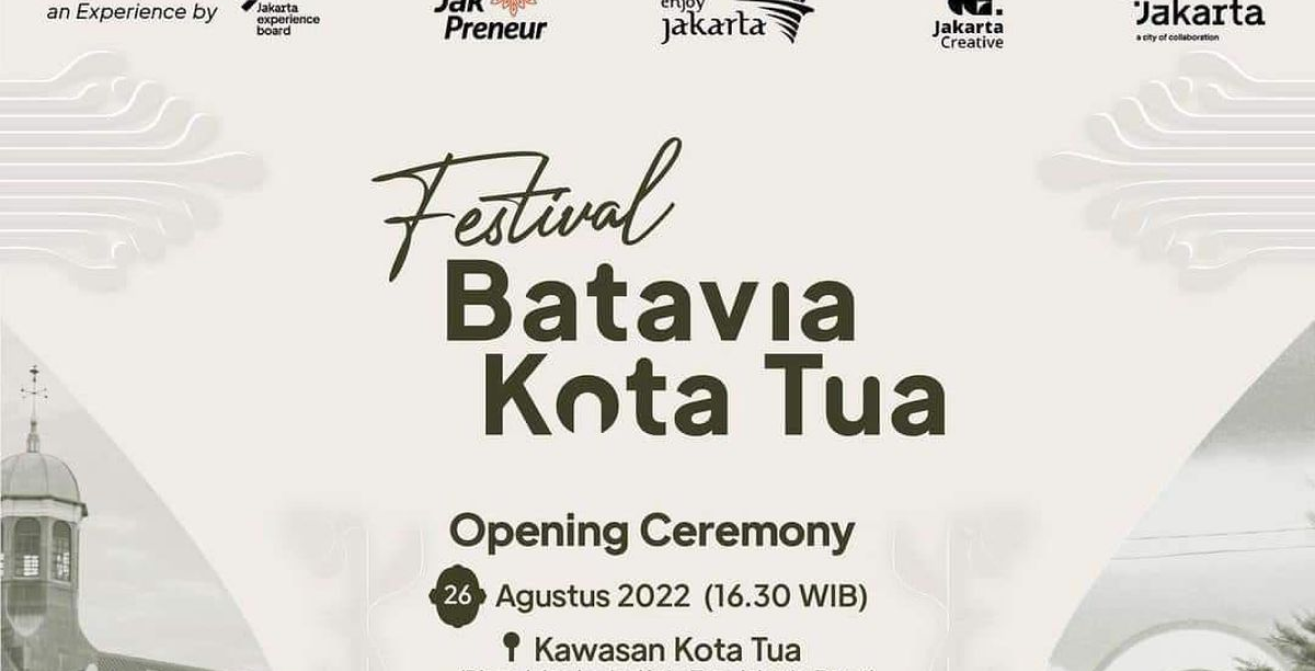 an Experience by
Jakarta
experience
board
Jak
Preneur
enjoy
jakarta
Jakarta
Creative
Jakarta
a city of collaboration
Festival
Batavia
Kota Tua
Opening Ceremony
26 Agustus 2022 (16.30 WIB)
Kawasan Kota Tua